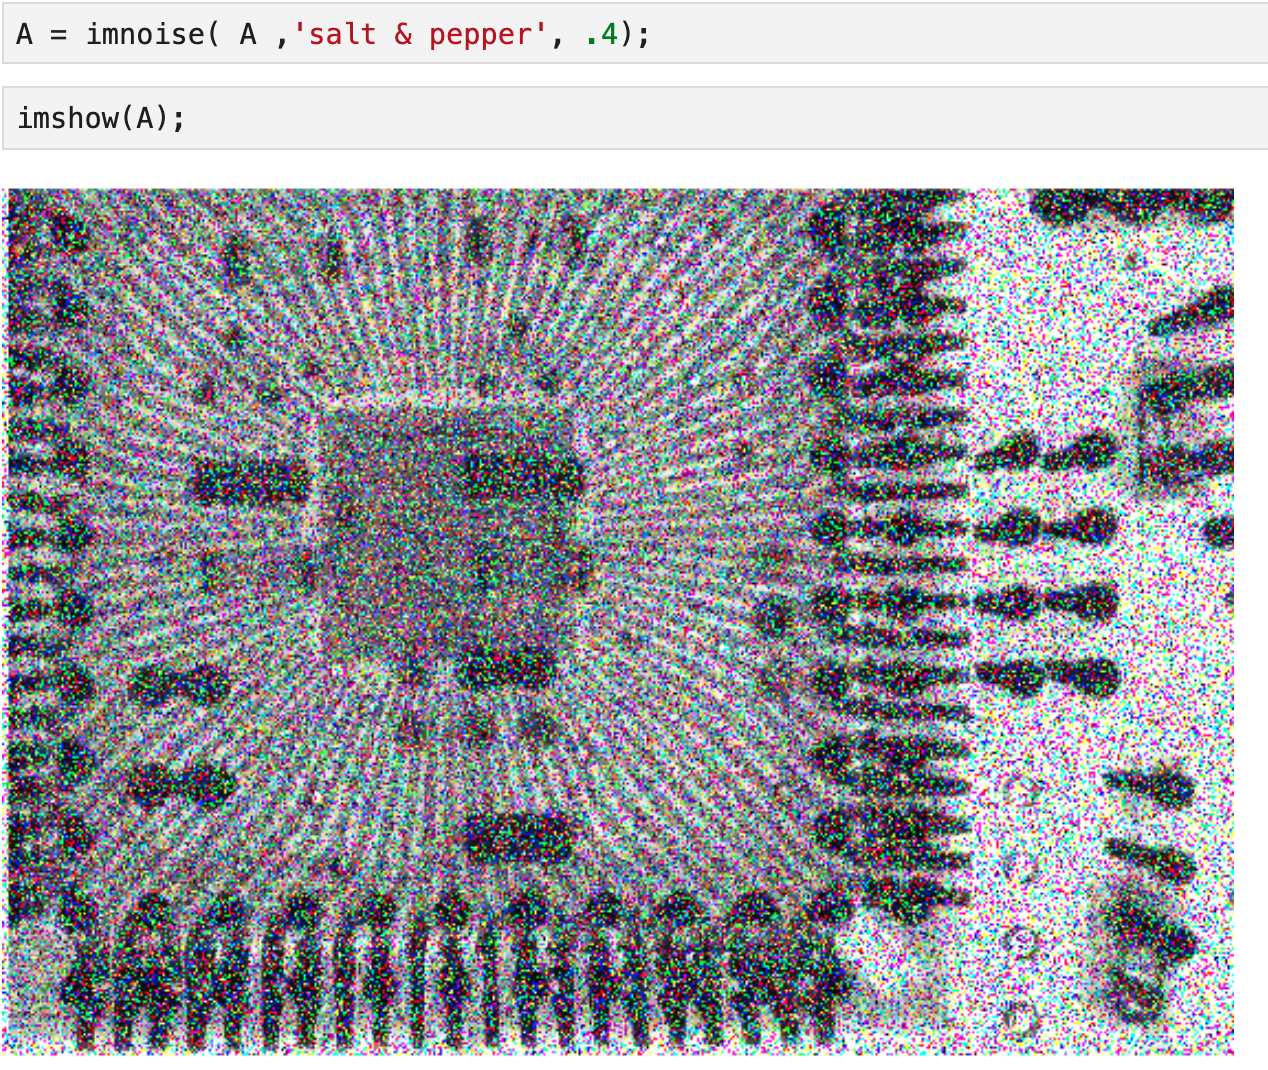 A = imnoise( A ,'salt & pepper', .4);
imshow(A);